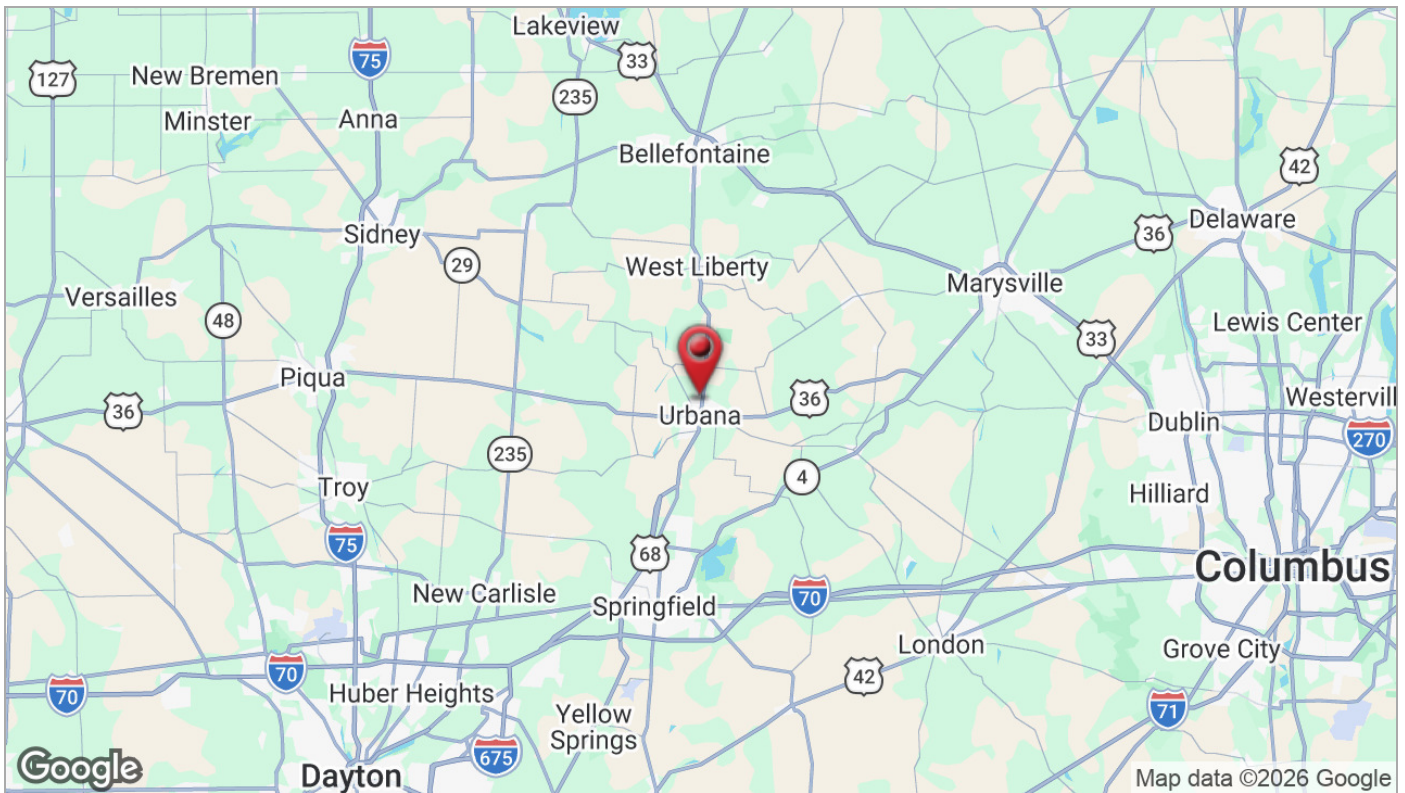 Lakeview
33
75
127
New Bremen
235
Minster
Anna
Bellefontaine
42
Delaware
36
Sidney
29
West Liberty
Marysville
Versailles
48
Lewis Center
33
Piqua
36
Urbana
36
Westervill
Dublin
270
235
4
Troy
Hilliard
75
68
Columbus
New Carlisle
Springfield
70
London
Grove City
70
42
70
Huber Heights
71
Yellow
Springs
675
Google
Dayton
Map data ©2026 Google